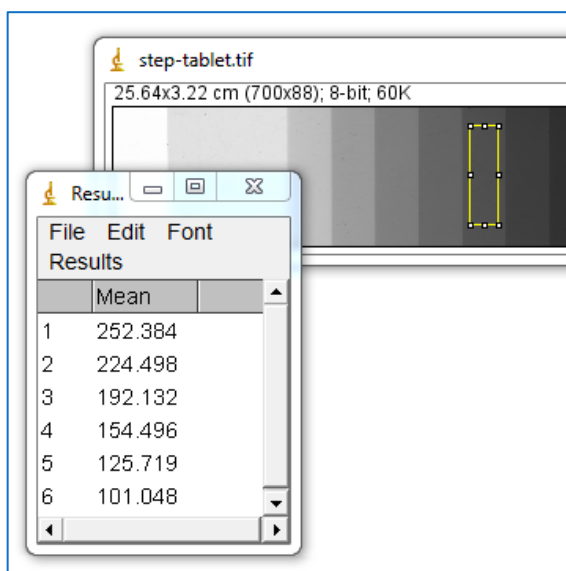 step-tablet.tif
25.64x3.22 cm (700x88); 8-bit; 60K
Resu...
File Edit Font
Results
Mean
1 252.384
2 224.498
3 192.132
4 154.496
5 125.719
6 101.048